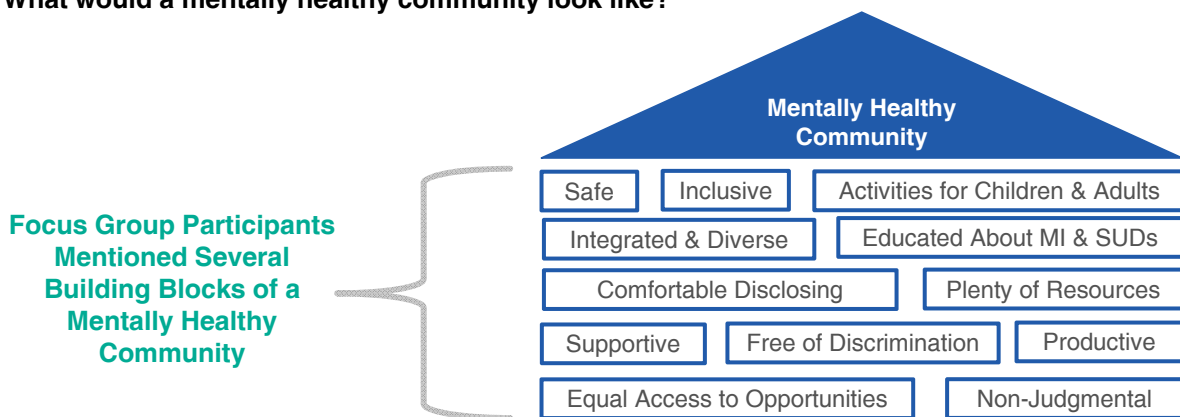 What would a mentally healthy community look like?
Mentally Healthy
Community
Focus Group Participants
Mentioned Several
Building Blocks of a
Mentally Healthy
Community
Safe
Inclusive
Activities for Children & Adults
Integrated & Diverse
Educated About MI & SUDs
Comfortable Disclosing
Plenty of Resources
Supportive
Free of Discrimination
Productive
Equal Access to Opportunities
Non-Judgmental